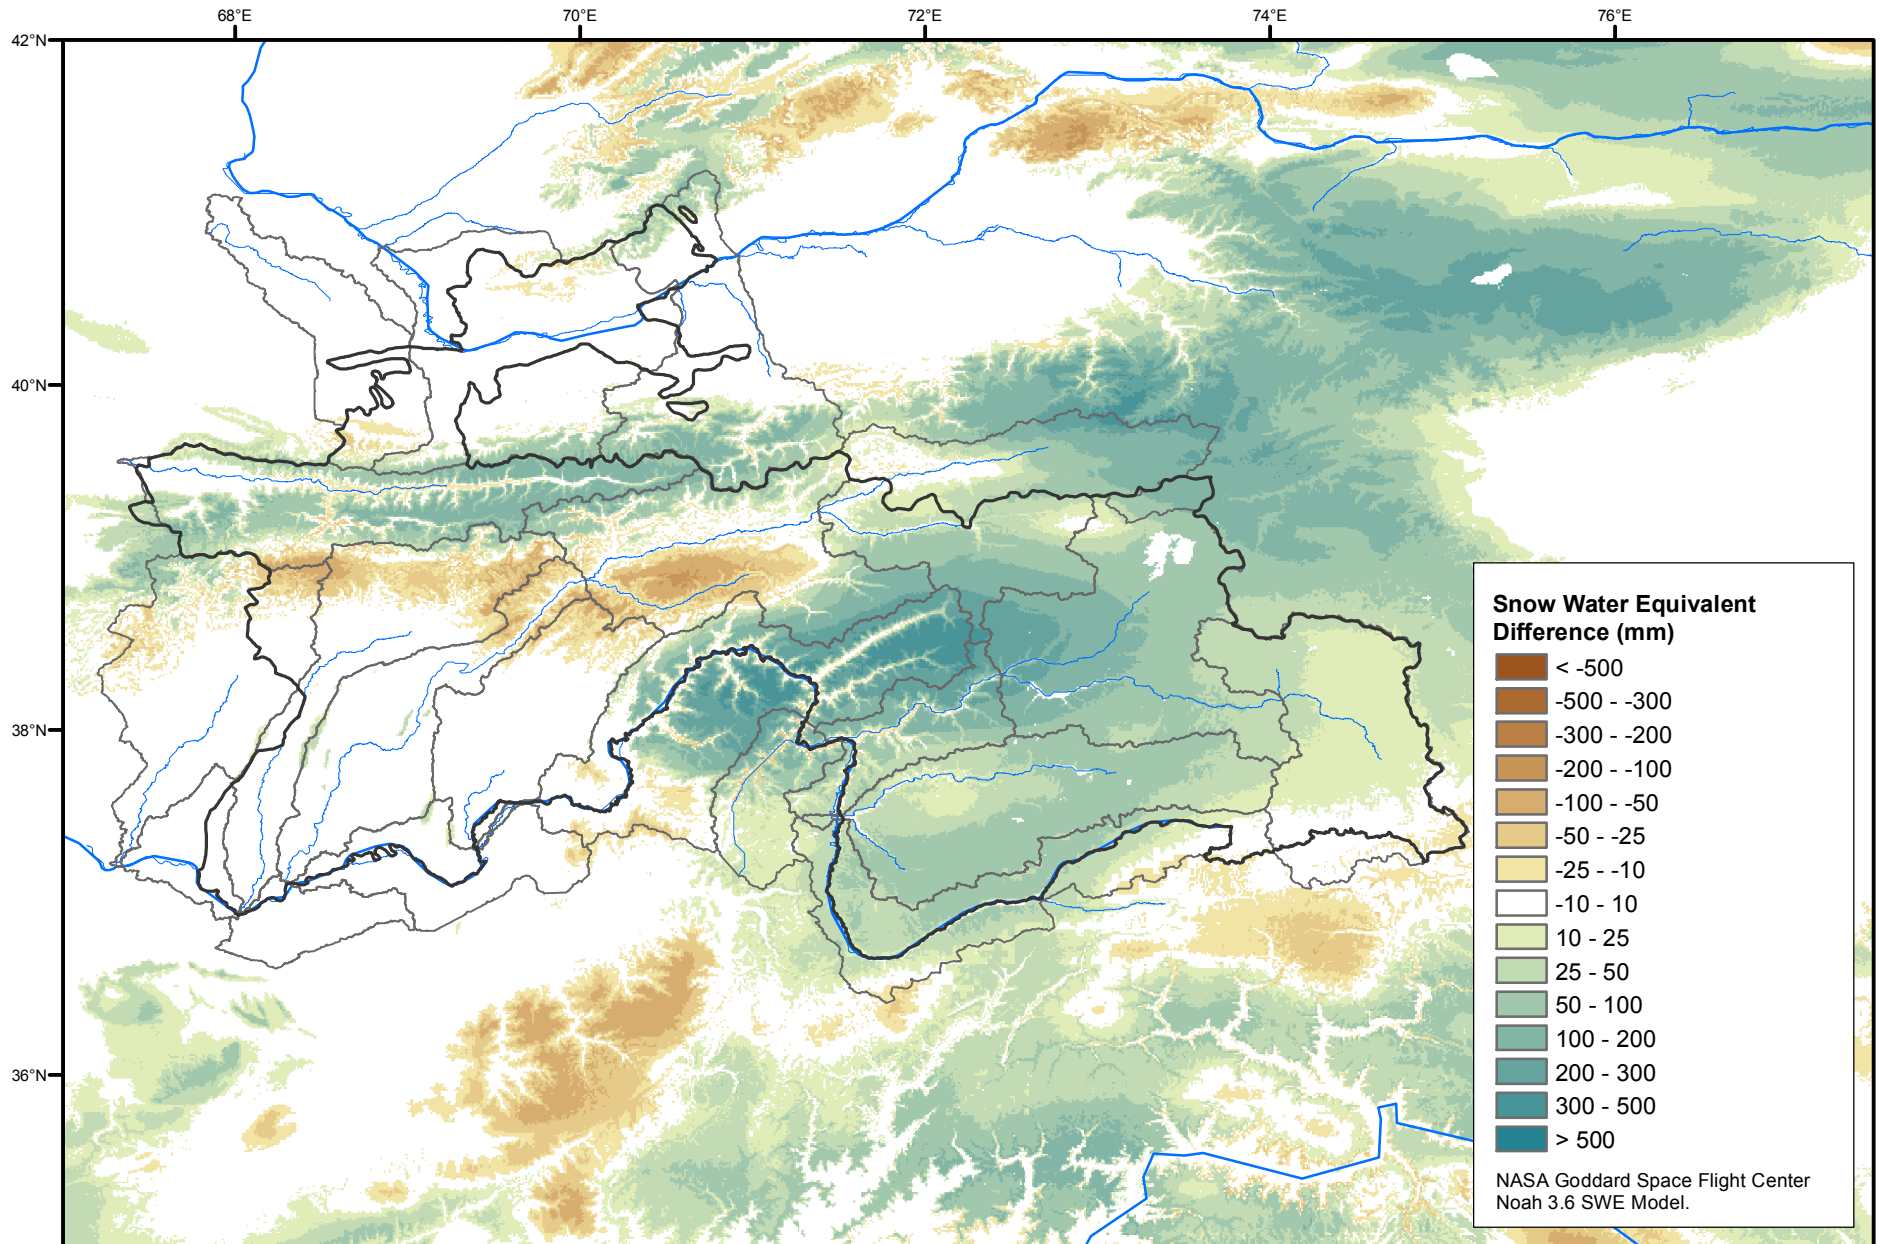 68°E
70°E
72°E
74°E
76°E
42°N
40°N
38°N
36°N
Snow Water Equivalent
Difference (mm)
< -500
-500 - -300
-300 - -200
-200 - -100
-100 - -50
-50 - -25
-25 - -10
-10 - 10
10 - 25
25 - 50
50 - 100
100 - 200
200 - 300
300 - 500
> 500
NASA Goddard Space Flight Center
Noah 3.6 SWE Model.